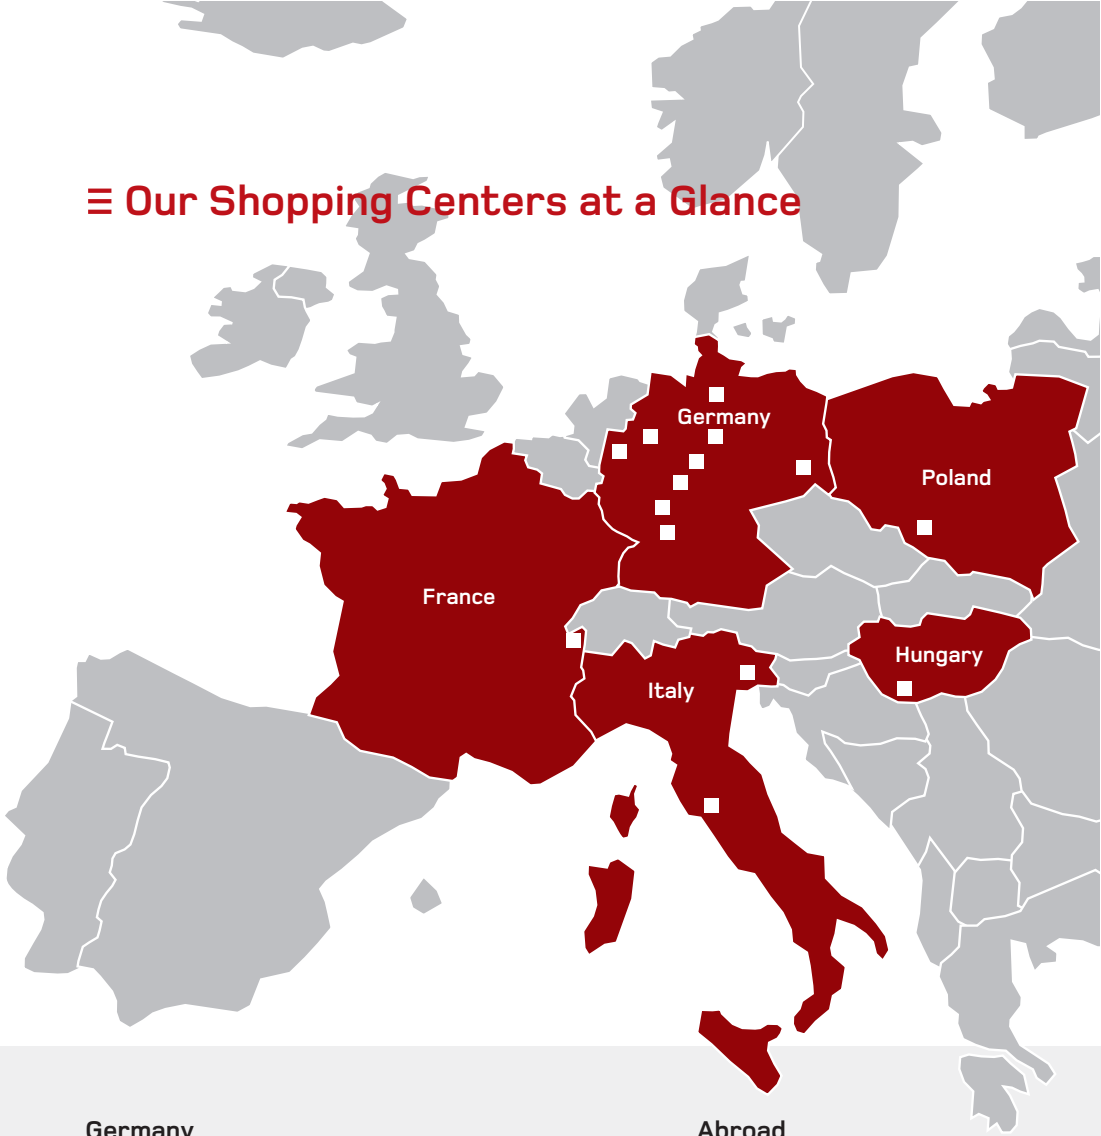 ☰ Our Shopping Centers at a Glance
Germany
Poland
France
Hungary
Italy
Germany
Abroad